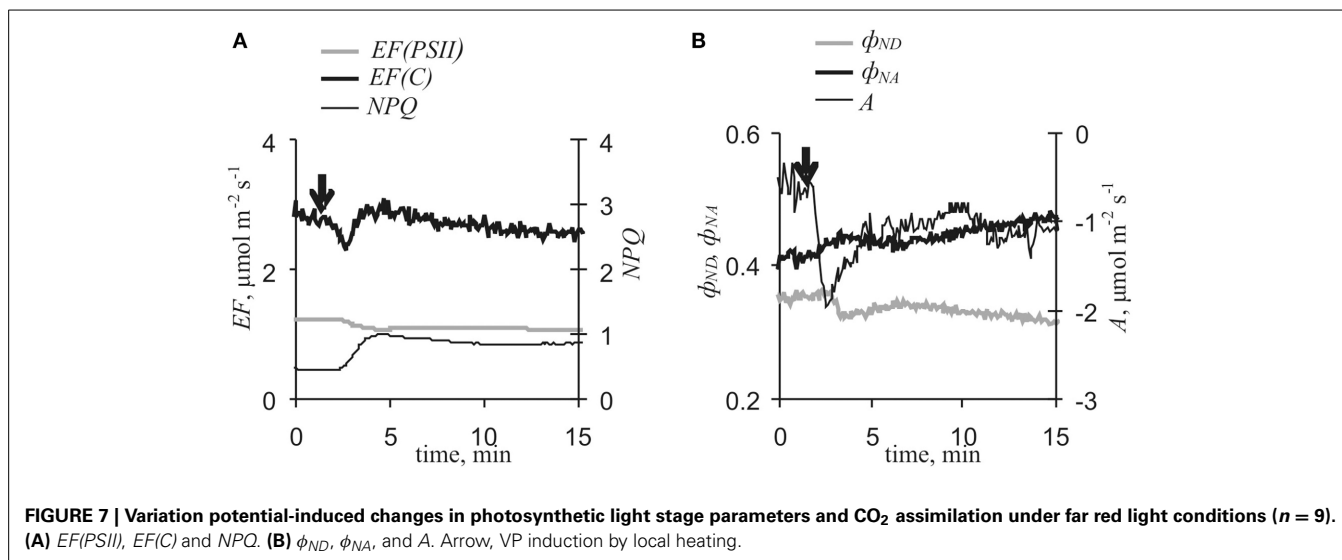 A
EF(PSII)
EF(C)
NPQ
4
2
0
EF, μmol m⁻² s⁻¹
4
3
2
1
0
NPQ
0
5
10
15
time, min
B
ϕND
ϕNA
A
0.6
0.4
0.2
ϕND, ϕNA
0
-1
-2
-3
A, μmol m⁻² s⁻¹
0
5
10
15
time, min
FIGURE 7 | Variation potential-induced changes in photosynthetic light stage parameters and CO₂ assimilation under far red light conditions (n = 9).
(A) EF(PSII), EF(C) and NPQ. (B) ϕND, ϕNA, and A. Arrow, VP induction by local heating.